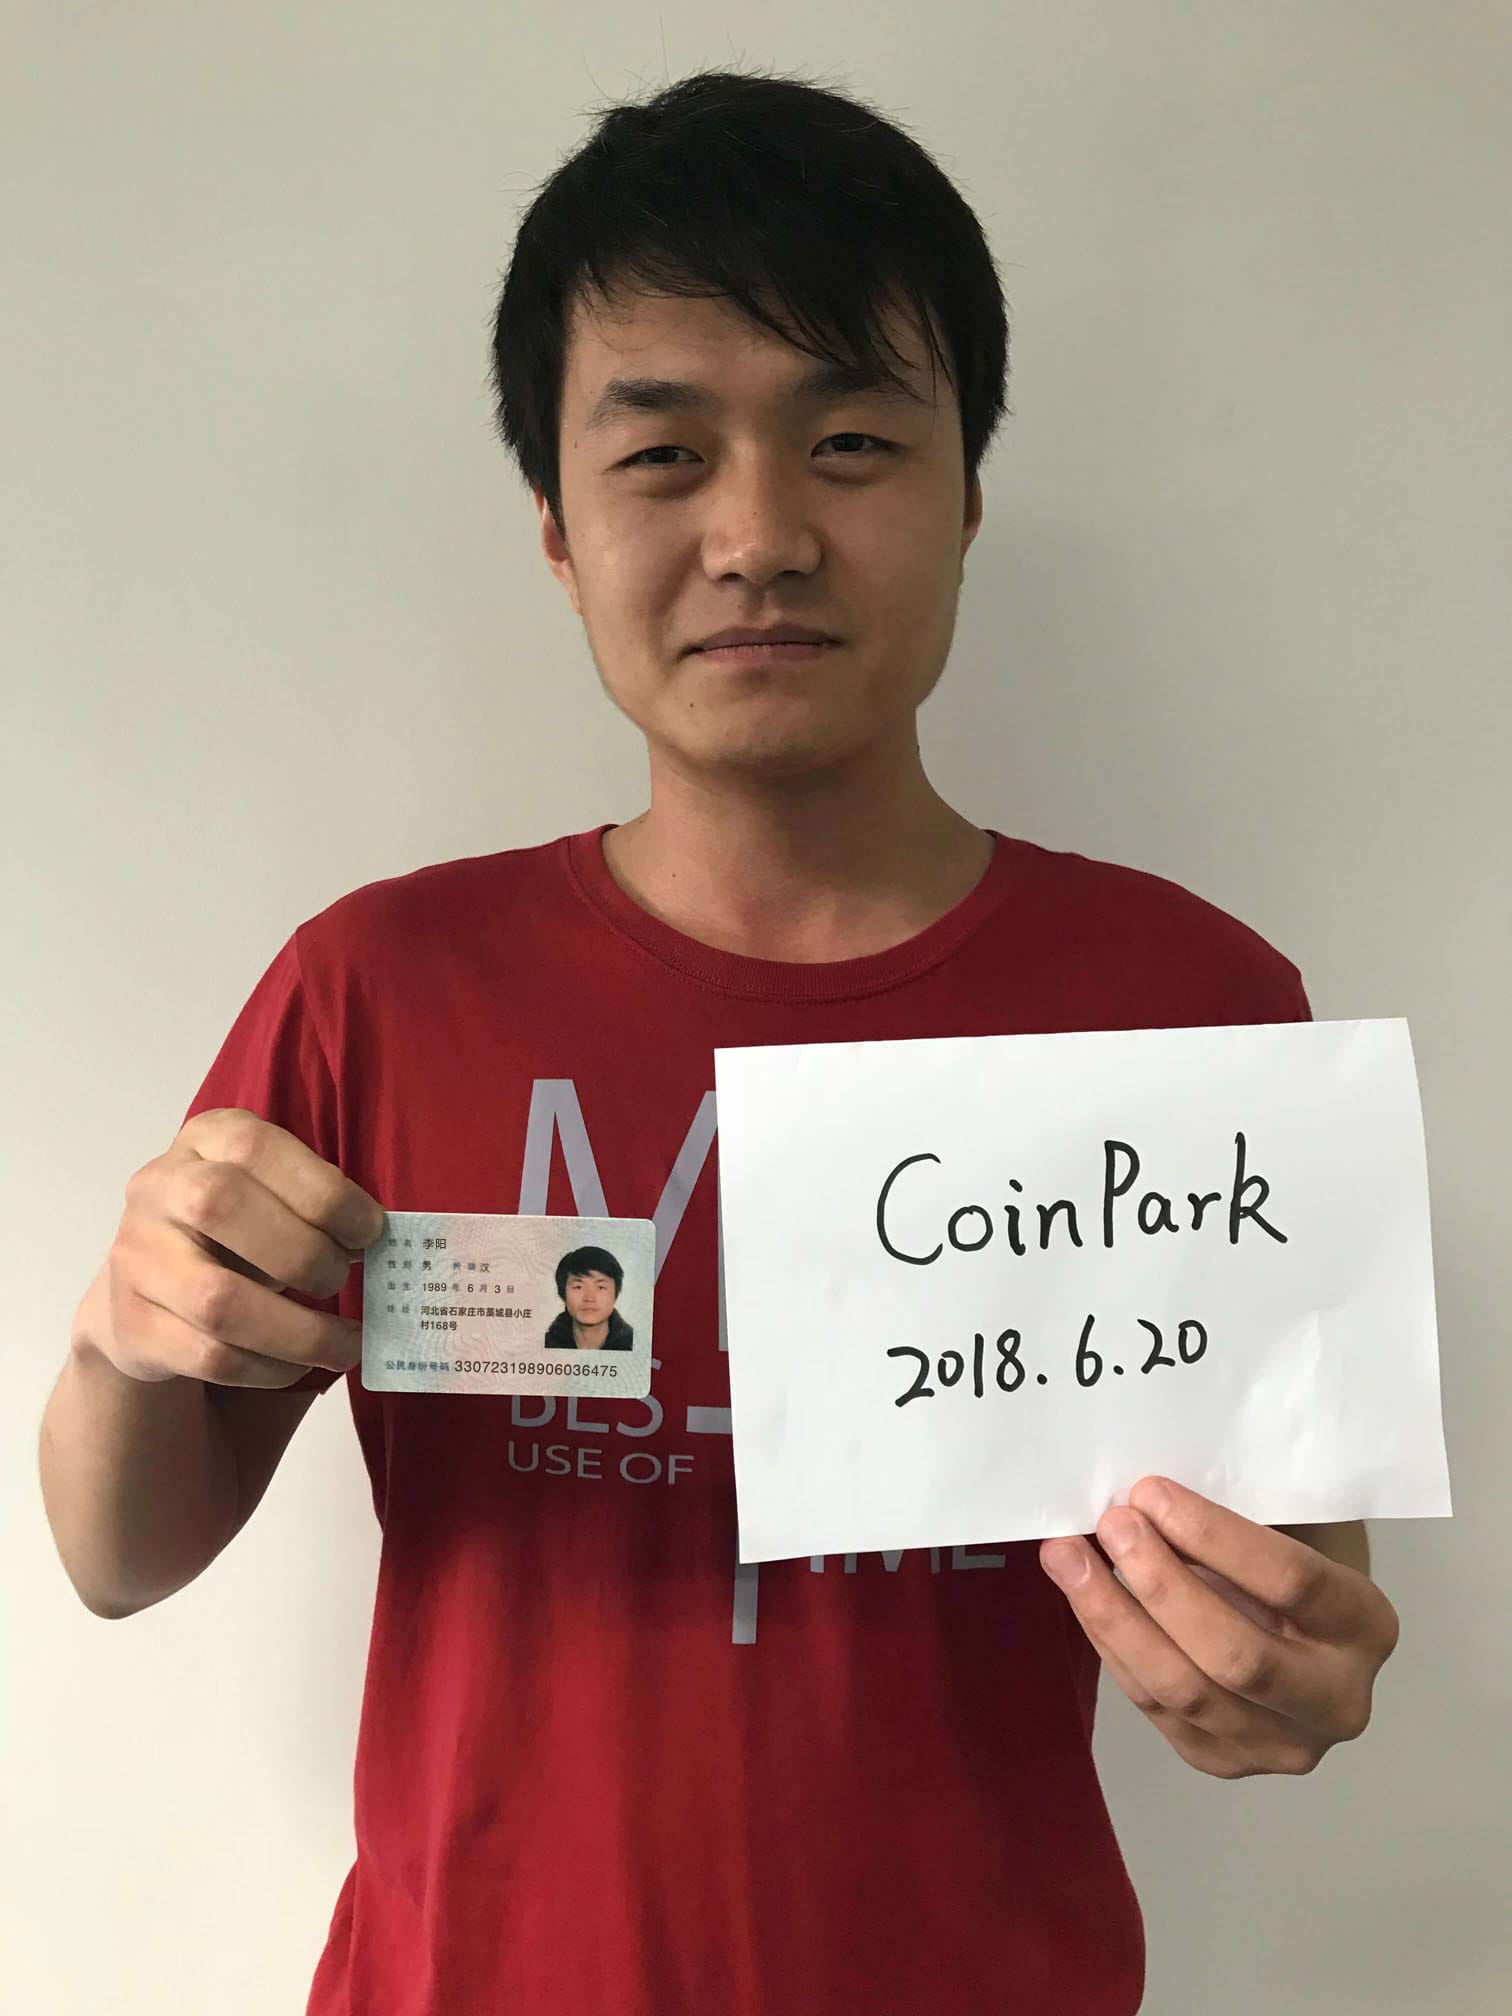 姓名 李阳
性别 男 民族 汉
出生 1989 年 6 月 3 日
住址 河北省石家庄市藁城县小庄
村168号
公民身份号码 330723198906036475
CoinPark
2018.6.20
USE OF